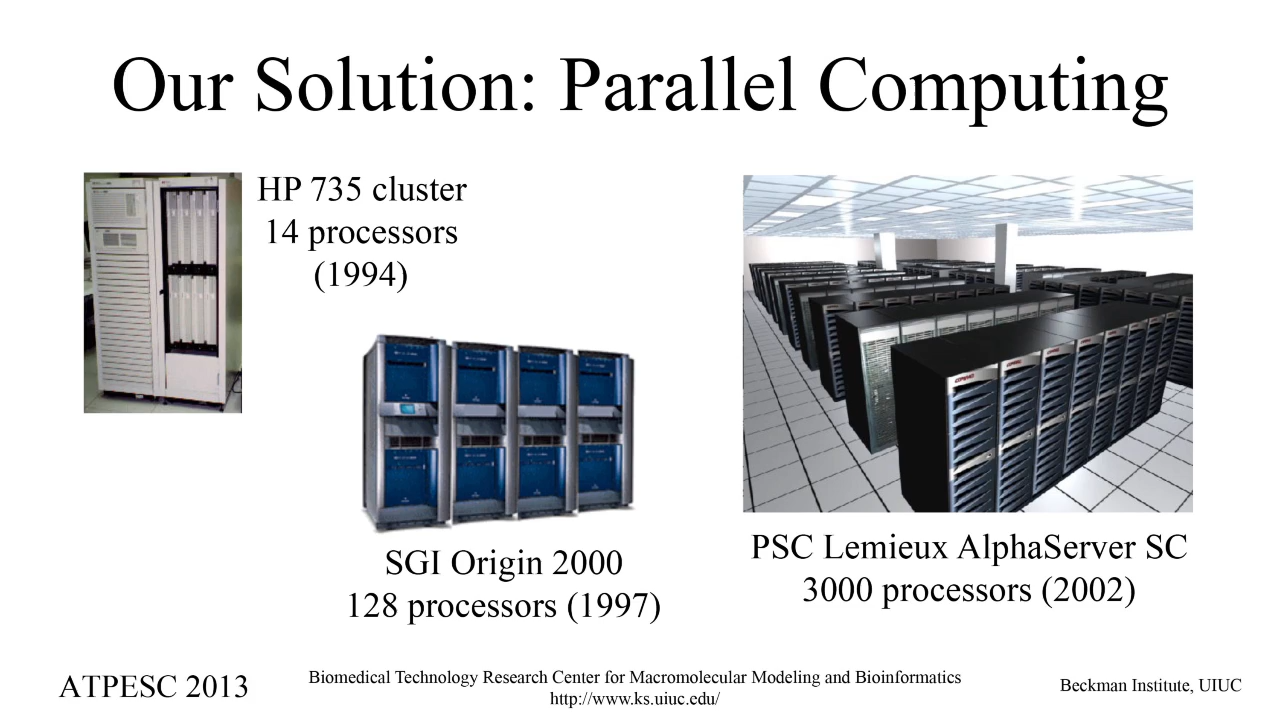 Our Solution: Parallel Computing
HP 735 cluster
14 processors
(1994)
SGI Origin 2000
128 processors (1997)
PSC Lemieux AlphaServer SC
3000 processors (2002)
ATPESC 2013
Biomedical Technology Research Center for Macromolecular Modeling and Bioinformatics
http://www.ks.uiuc.edu/
Beckman Institute, UIUC